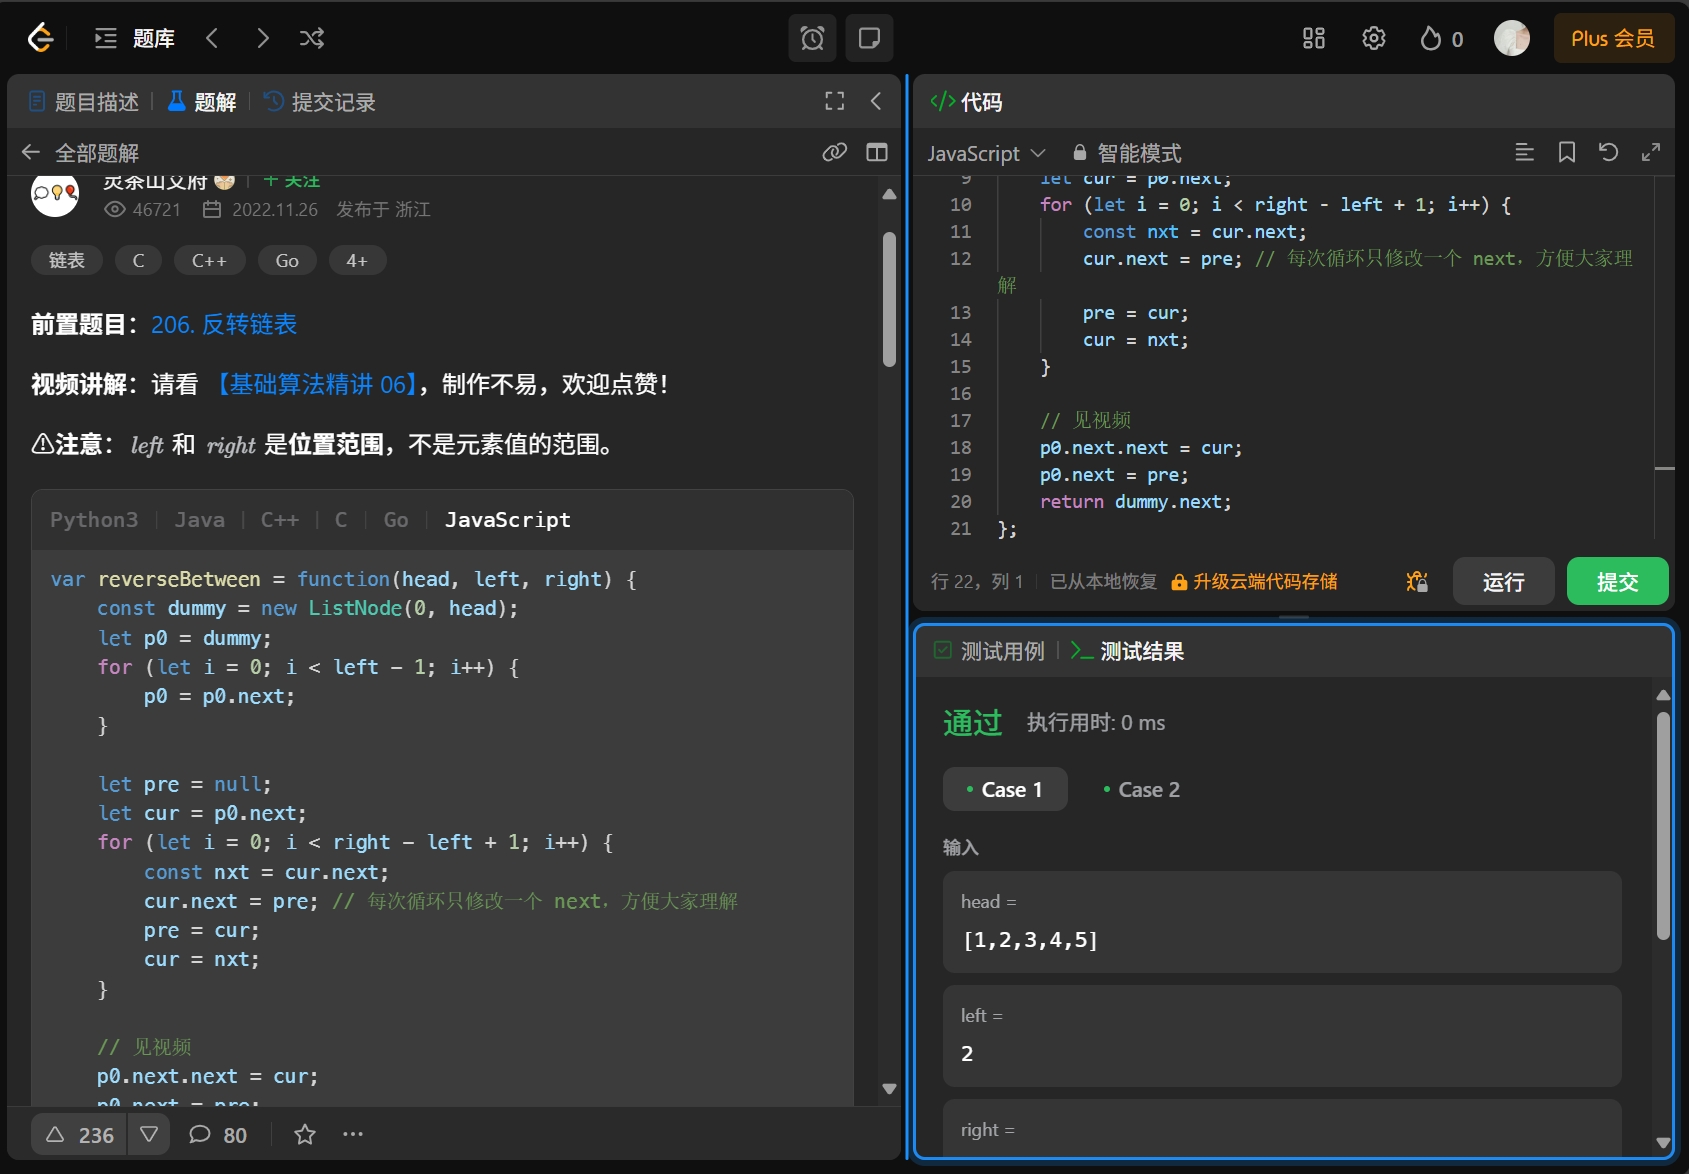 题库
0
Plus 会员
题目描述
题解
提交记录
全部题解
灵茶山艾府
+ 关注
46721
2022.11.26
发布于 浙江
链表
C
C++
Go
4+
前置题目：206. 反转链表
视频讲解：请看 【基础算法精讲 06】，制作不易，欢迎点赞！
⚠注意：left 和 right 是位置范围，不是元素值的范围。
Python3 | Java | C++ | C | Go | JavaScript
var reverseBetween = function(head, left, right) {
    const dummy = new ListNode(0, head);
    let p0 = dummy;
    for (let i = 0; i < left - 1; i++) {
        p0 = p0.next;
    }
    let pre = null;
    let cur = p0.next;
    for (let i = 0; i < right - left + 1; i++) {
        const nxt = cur.next;
        cur.next = pre; // 每次循环只修改一个 next，方便大家理解
        pre = cur;
        cur = nxt;
    }
    // 见视频
    p0.next.next = cur;
    p0.next = pre;
236
80
</> 代码
JavaScript
智能模式
9     let cur = p0.next;
10     for (let i = 0; i < right - left + 1; i++) {
11         const nxt = cur.next;
12         cur.next = pre; // 每次循环只修改一个 next，方便大家理
解
13         pre = cur;
14         cur = nxt;
15     }
16
17     // 见视频
18     p0.next.next = cur;
19     p0.next = pre;
20     return dummy.next;
21 };
行 22，列 1
已从本地恢复
升级云端代码存储
运行
提交
测试用例
测试结果
通过
执行用时: 0 ms
• Case 1
• Case 2
输入
head =
[1,2,3,4,5]
left =
2
right =